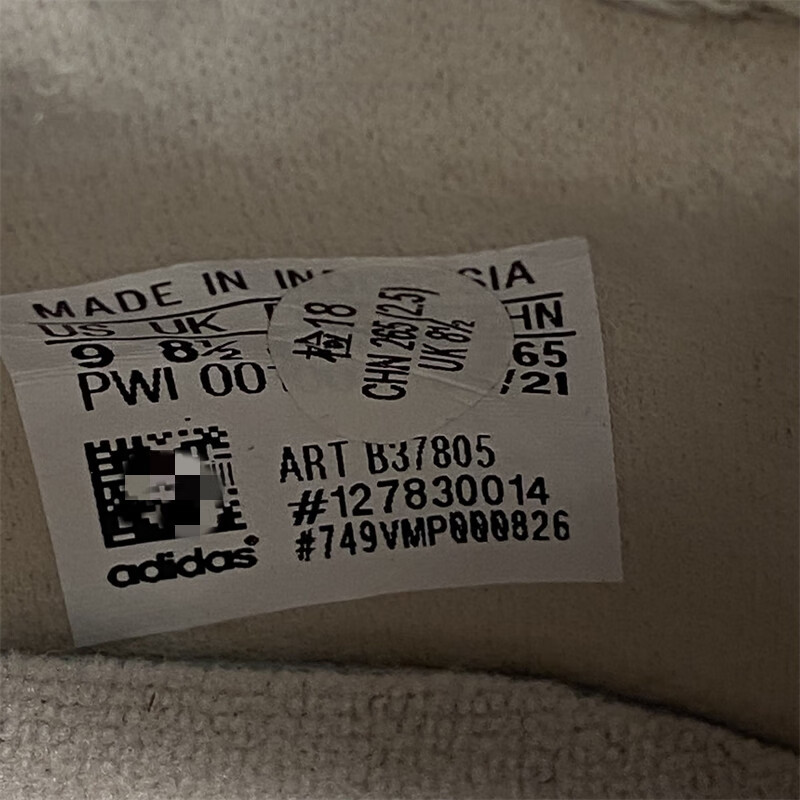 MADE IN IN SIA
US UK HN
9 8½ 65
PWI 00 /21
检18
CHN 265(2.5)
UK 8½
ART B37805
#127830014
#749VMP000826
adidas